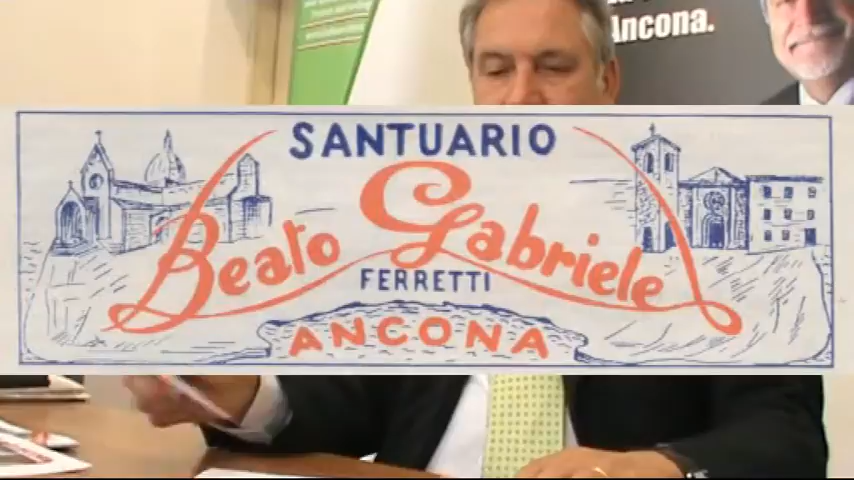 Ancona.
SANTUARIO
Beato Gabriele
FERRETTI
ANCONA